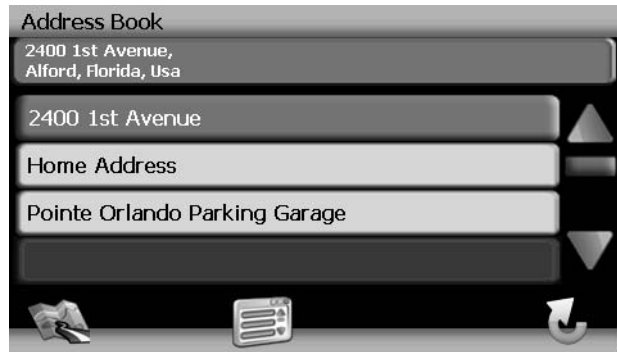 Address Book
2400 1st Avenue,
Alford, Florida, Usa
2400 1st Avenue
Home Address
Pointe Orlando Parking Garage